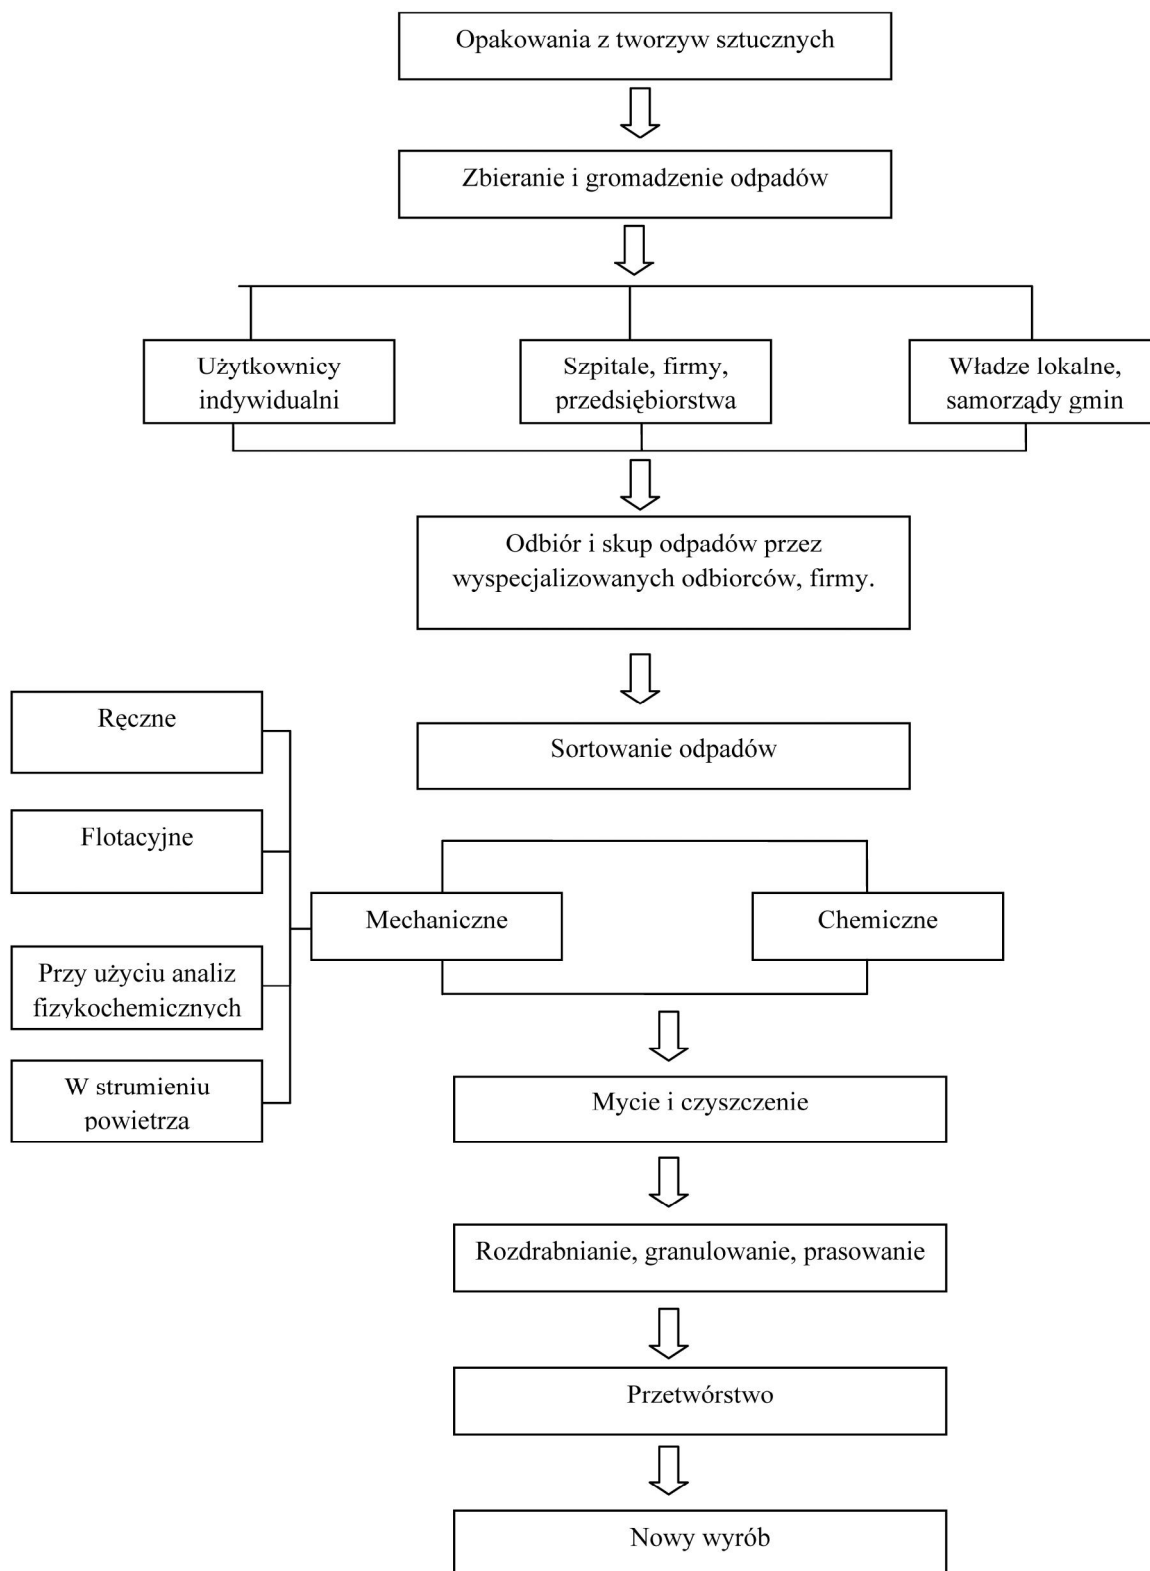 Opakowania z tworzyw sztucznych
Zbieranie i gromadzenie odpadów
Użytkownicy
indywidualni
Szpitale, firmy,
przedsiębiorstwa
Władze lokalne,
samorządy gmin
Odbiór i skup odpadów przez
wyspecjalizowanych odbiorców, firmy.
Sortowanie odpadów
Ręczne
Flotacyjne
Przy użyciu analiz
fizykochemicznych
W strumieniu
powietrza
Mechaniczne
Chemiczne
Mycie i czyszczenie
Rozdrabnianie, granulowanie, prasowanie
Przetwórstwo
Nowy wyrób